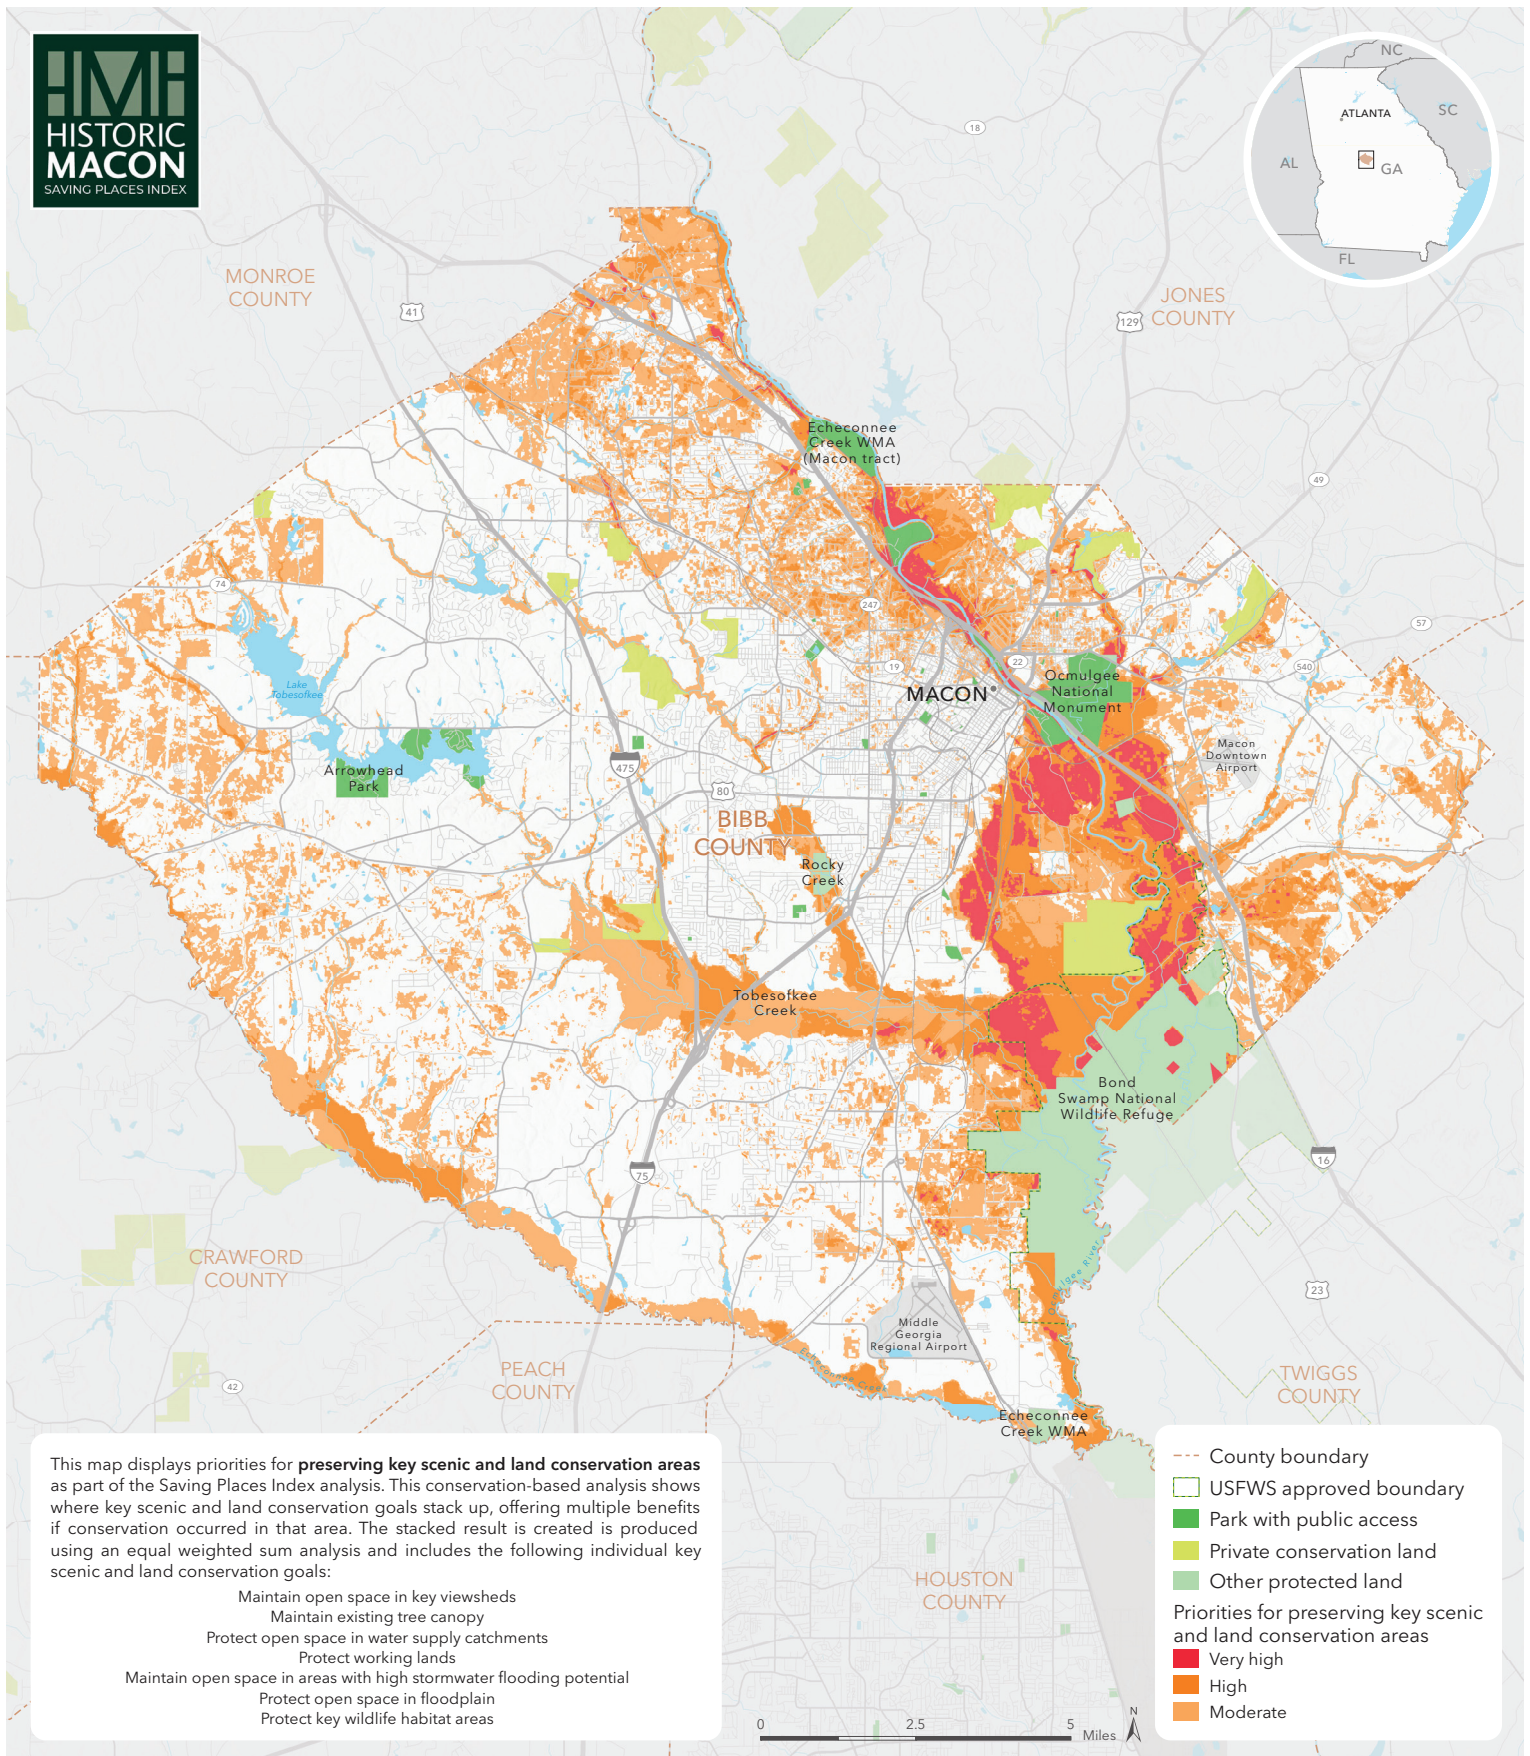 HISTORIC
MACON
SAVING PLACES INDEX
NC
SC
ATLANTA
AL
GA
FL
18
MONROE
COUNTY
41
JONES
COUNTY
129
Echeconnee
Creek WMA
(Macon tract)
49
74
247
57
19
22
540
Lake
Tobesofkee
MACON
Ocmulgee
National
Monument
Macon
Downtown
Airport
Arrowhead
Park
475
80
BIBB
COUNTY
Rocky
Creek
Tobesofkee
Creek
Bond
Swamp National
Wildlife Refuge
16
75
CRAWFORD
COUNTY
23
Middle
Georgia
Regional Airport
Echeconnee Creek
PEACH
COUNTY
42
TWIGGS
COUNTY
Echeconnee
Creek WMA
HOUSTON
COUNTY
This map displays priorities for preserving key scenic and land conservation areas
as part of the Saving Places Index analysis. This conservation-based analysis shows
where key scenic and land conservation goals stack up, offering multiple benefits
if conservation occurred in that area. The stacked result is created is produced
using an equal weighted sum analysis and includes the following individual key
scenic and land conservation goals:
Maintain open space in key viewsheds
Maintain existing tree canopy
Protect open space in water supply catchments
Protect working lands
Maintain open space in areas with high stormwater flooding potential
Protect open space in floodplain
Protect key wildlife habitat areas
0 2.5 5 Miles
N
County boundary
USFWS approved boundary
Park with public access
Private conservation land
Other protected land
Priorities for preserving key scenic
and land conservation areas
Very high
High
Moderate